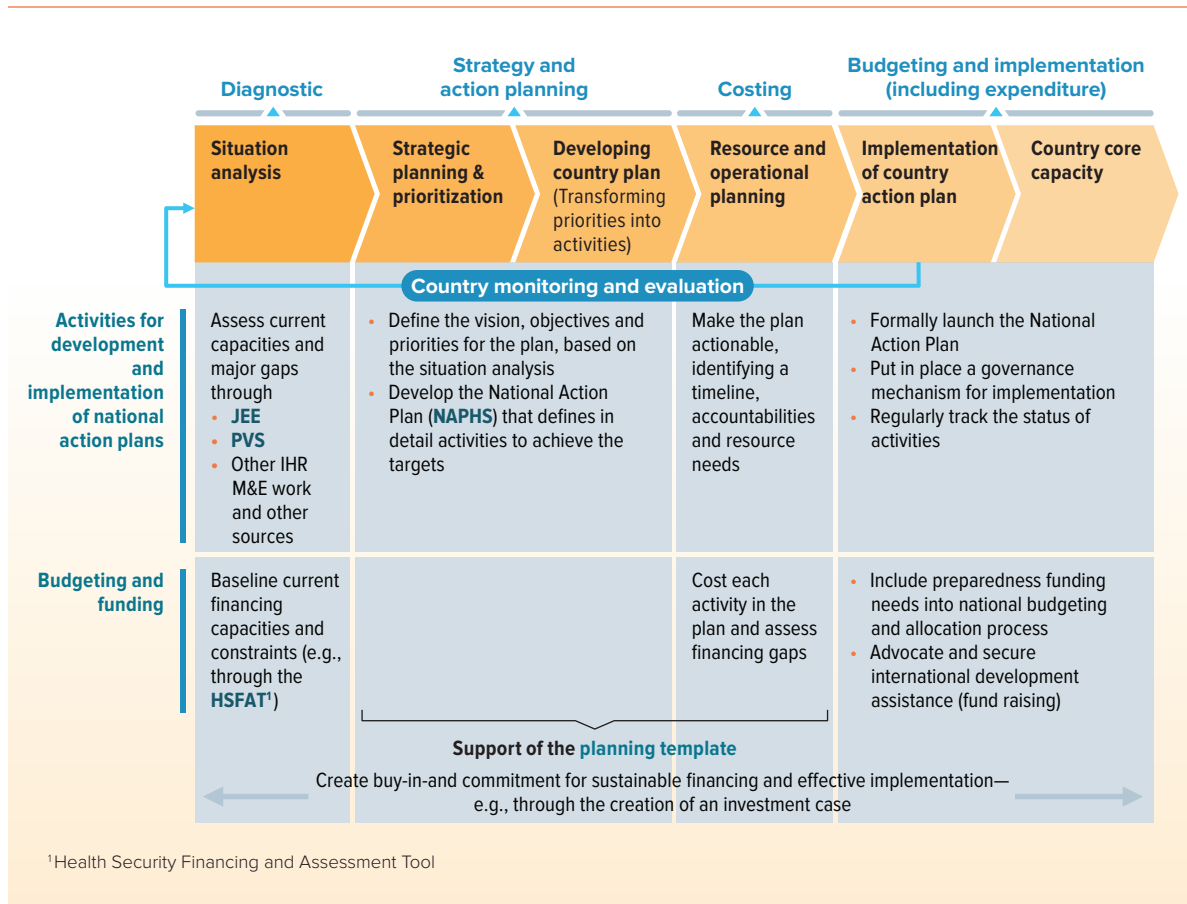 Diagnostic
Strategy and
action planning
Costing
Budgeting and implementation
(including expenditure)
Situation
analysis
Strategic
planning &
prioritization
Developing
country plan
(Transforming
priorities into
activities)
Resource and
operational
planning
Implementation
of country
action plan
Country core
capacity
Country monitoring and evaluation
Activities for
development
and
implementation
of national
action plans
Assess current
capacities and
major gaps
through
• JEE
• PVS
• Other IHR
M&E work
and other
sources
• Define the vision, objectives and
priorities for the plan, based on
the situation analysis
• Develop the National Action
Plan (NAPHS) that defines in
detail activities to achieve the
targets
Make the plan
actionable,
identifying a
timeline,
accountabilities
and resource
needs
• Formally launch the National
Action Plan
• Put in place a governance
mechanism for implementation
• Regularly track the status of
activities
Budgeting and
funding
Baseline current
financing
capacities and
constraints (e.g.,
through the
HSFAT¹)
Cost each
activity in the
plan and assess
financing gaps
• Include preparedness funding
needs into national budgeting
and allocation process
• Advocate and secure
international development
assistance (fund raising)
Support of the planning template
Create buy-in-and commitment for sustainable financing and effective implementation—
e.g., through the creation of an investment case
¹ Health Security Financing and Assessment Tool